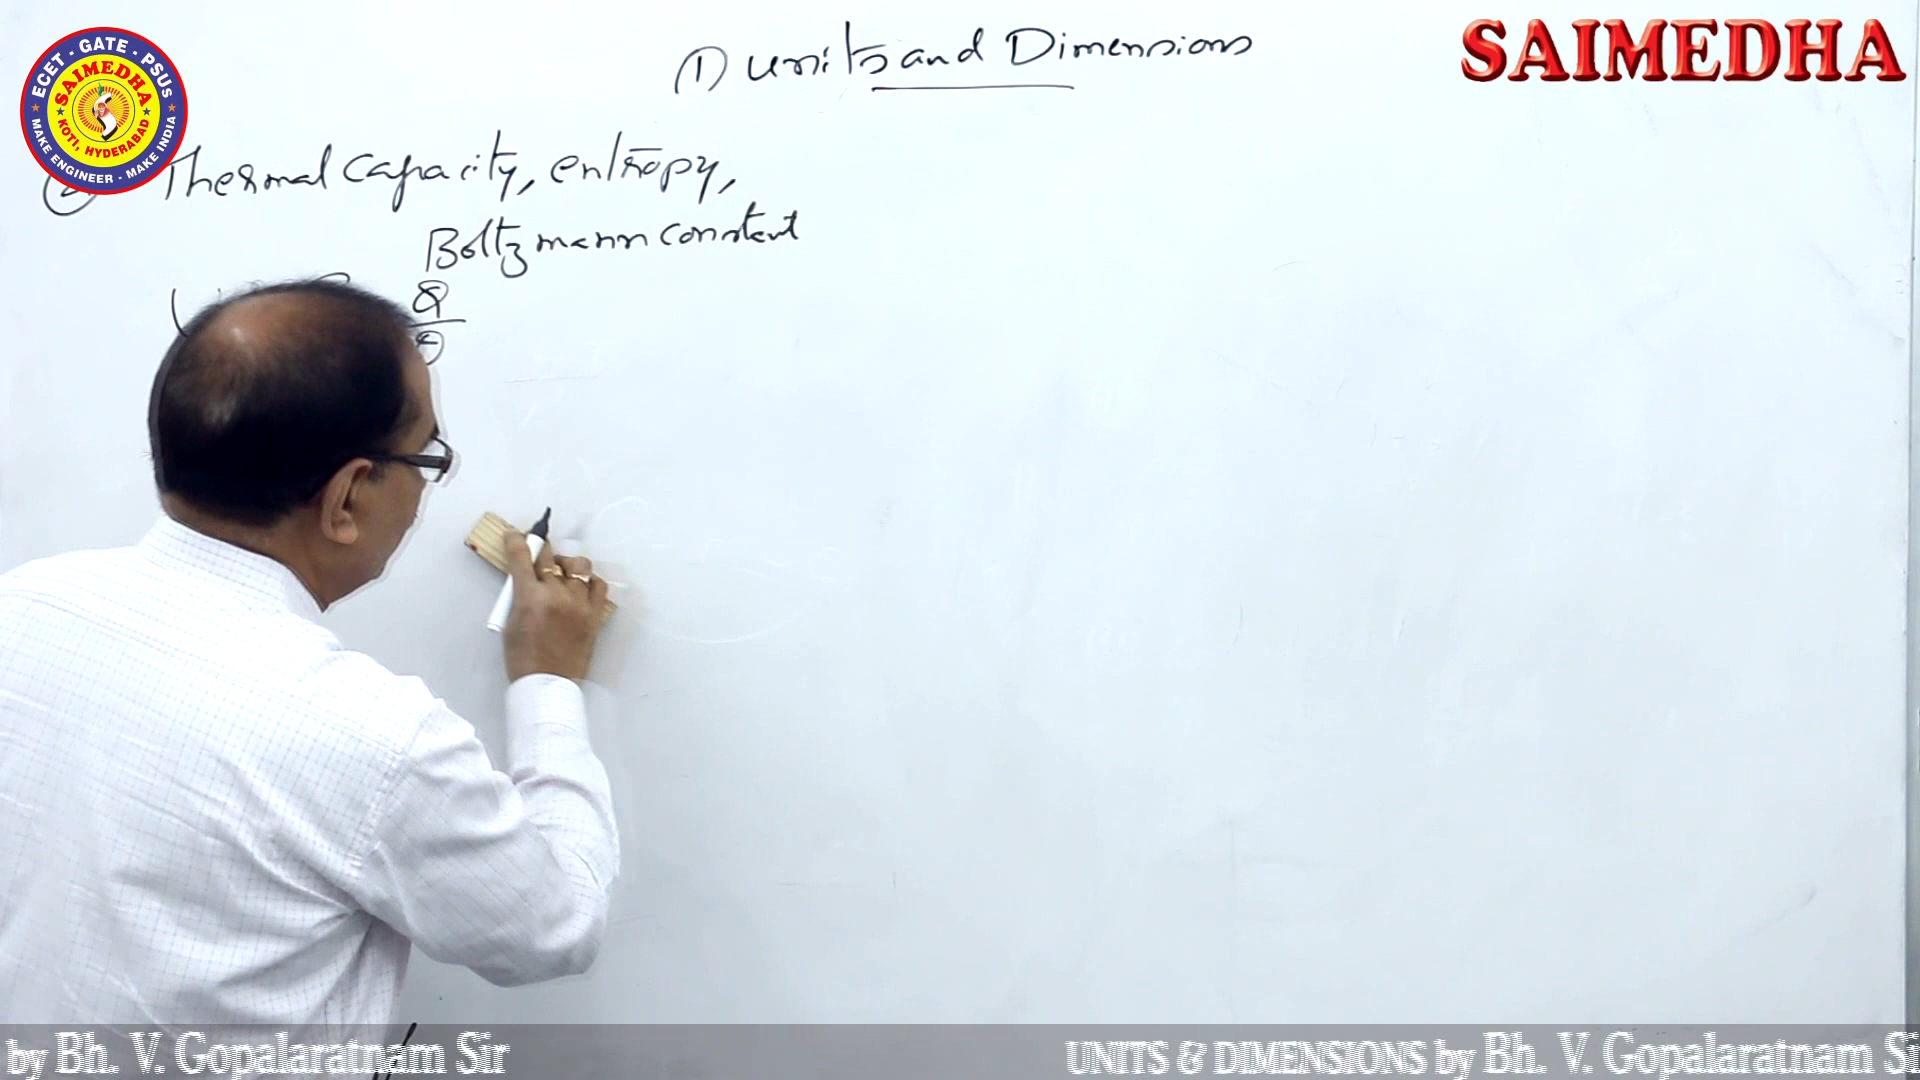 SAIMEDHA
ECET - GATE - PSUS
SAIMEDHA
KOTI, HYDERABAD
MAKE ENGINEER - MAKE INDIA
1) Units and Dimensions
Thermal capacity, entropy,
Boltzmann constant
Q
θ
by Bh. V. Gopalaratnam Sir
UNITS & DIMENSIONS by Bh. V. Gopalaratnam Si